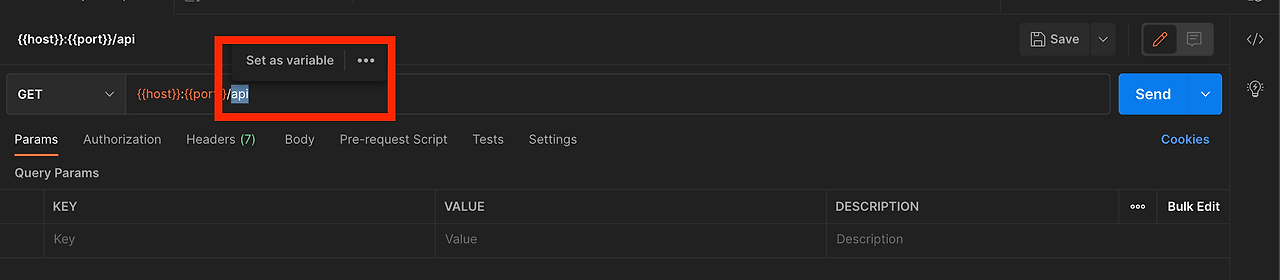 {{host}}:{{port}}/api
Save
Set as variable
GET
{{host}}:{{port}}/api
Send
Params Authorization Headers (7) Body Pre-request Script Tests Settings Cookies
Query Params
KEY VALUE DESCRIPTION Bulk Edit
Key Value Description